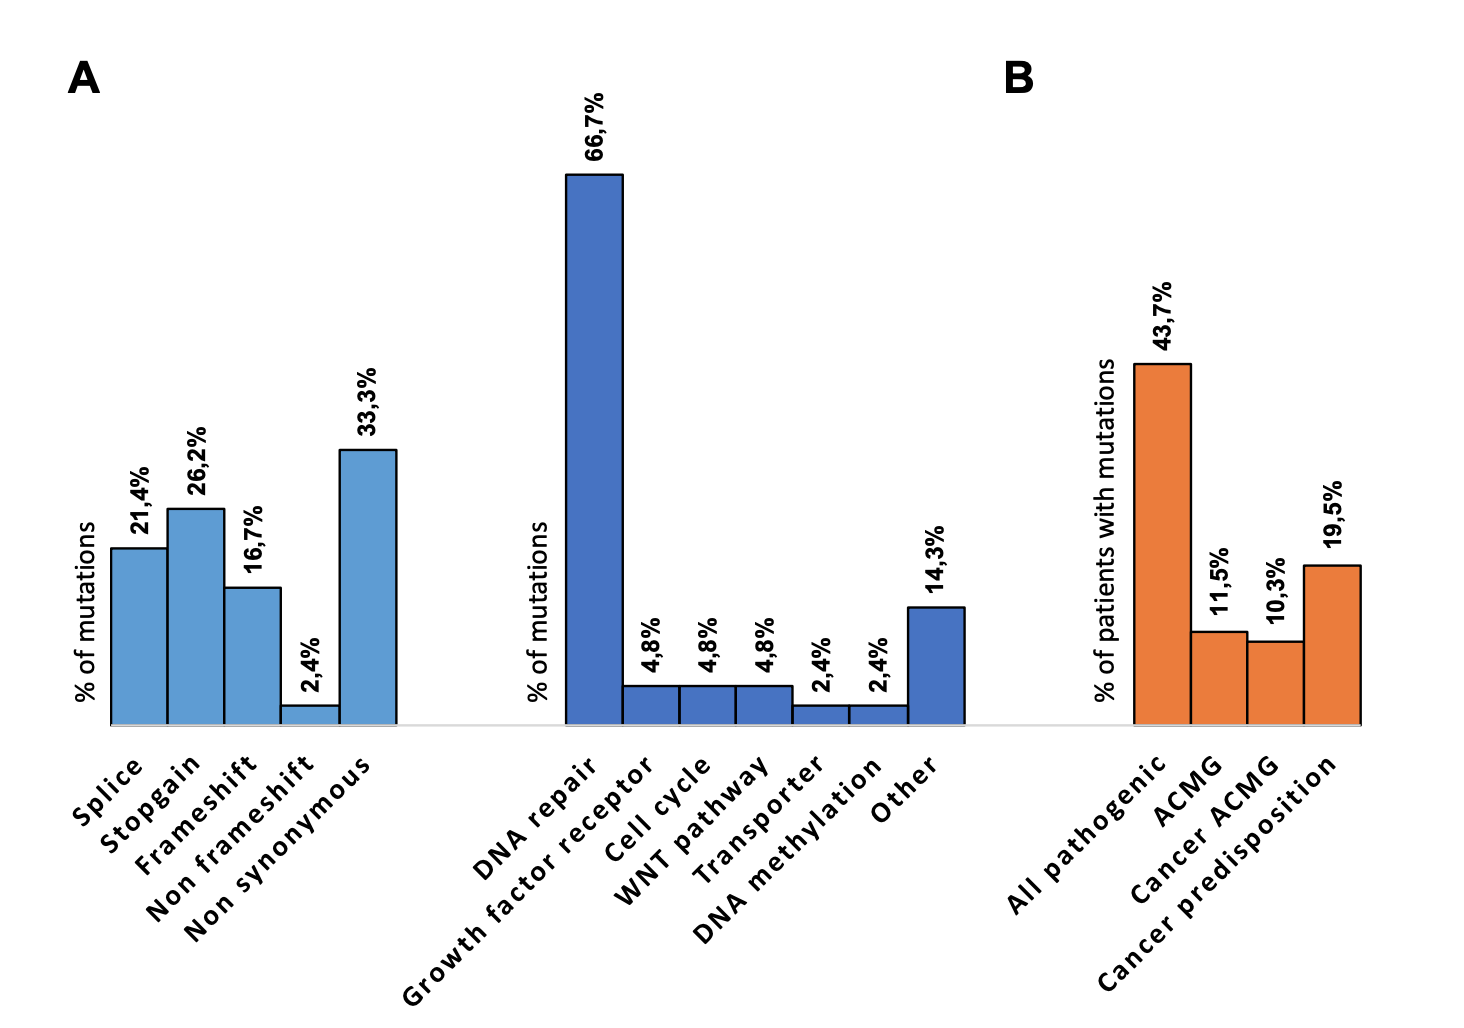 A
% of mutations
21,4%
26,2%
16,7%
2,4%
33,3%
Splice
Stopgain
Frameshift
Non frameshift
Non synonymous
% of mutations
66,7%
4,8%
4,8%
4,8%
2,4%
2,4%
14,3%
DNA repair
Growth factor receptor
Cell cycle
WNT pathway
Transporter
DNA methylation
Other
B
% of patients with mutations
43,7%
11,5%
10,3%
19,5%
All pathogenic
ACMG
Cancer ACMG
Cancer predisposition